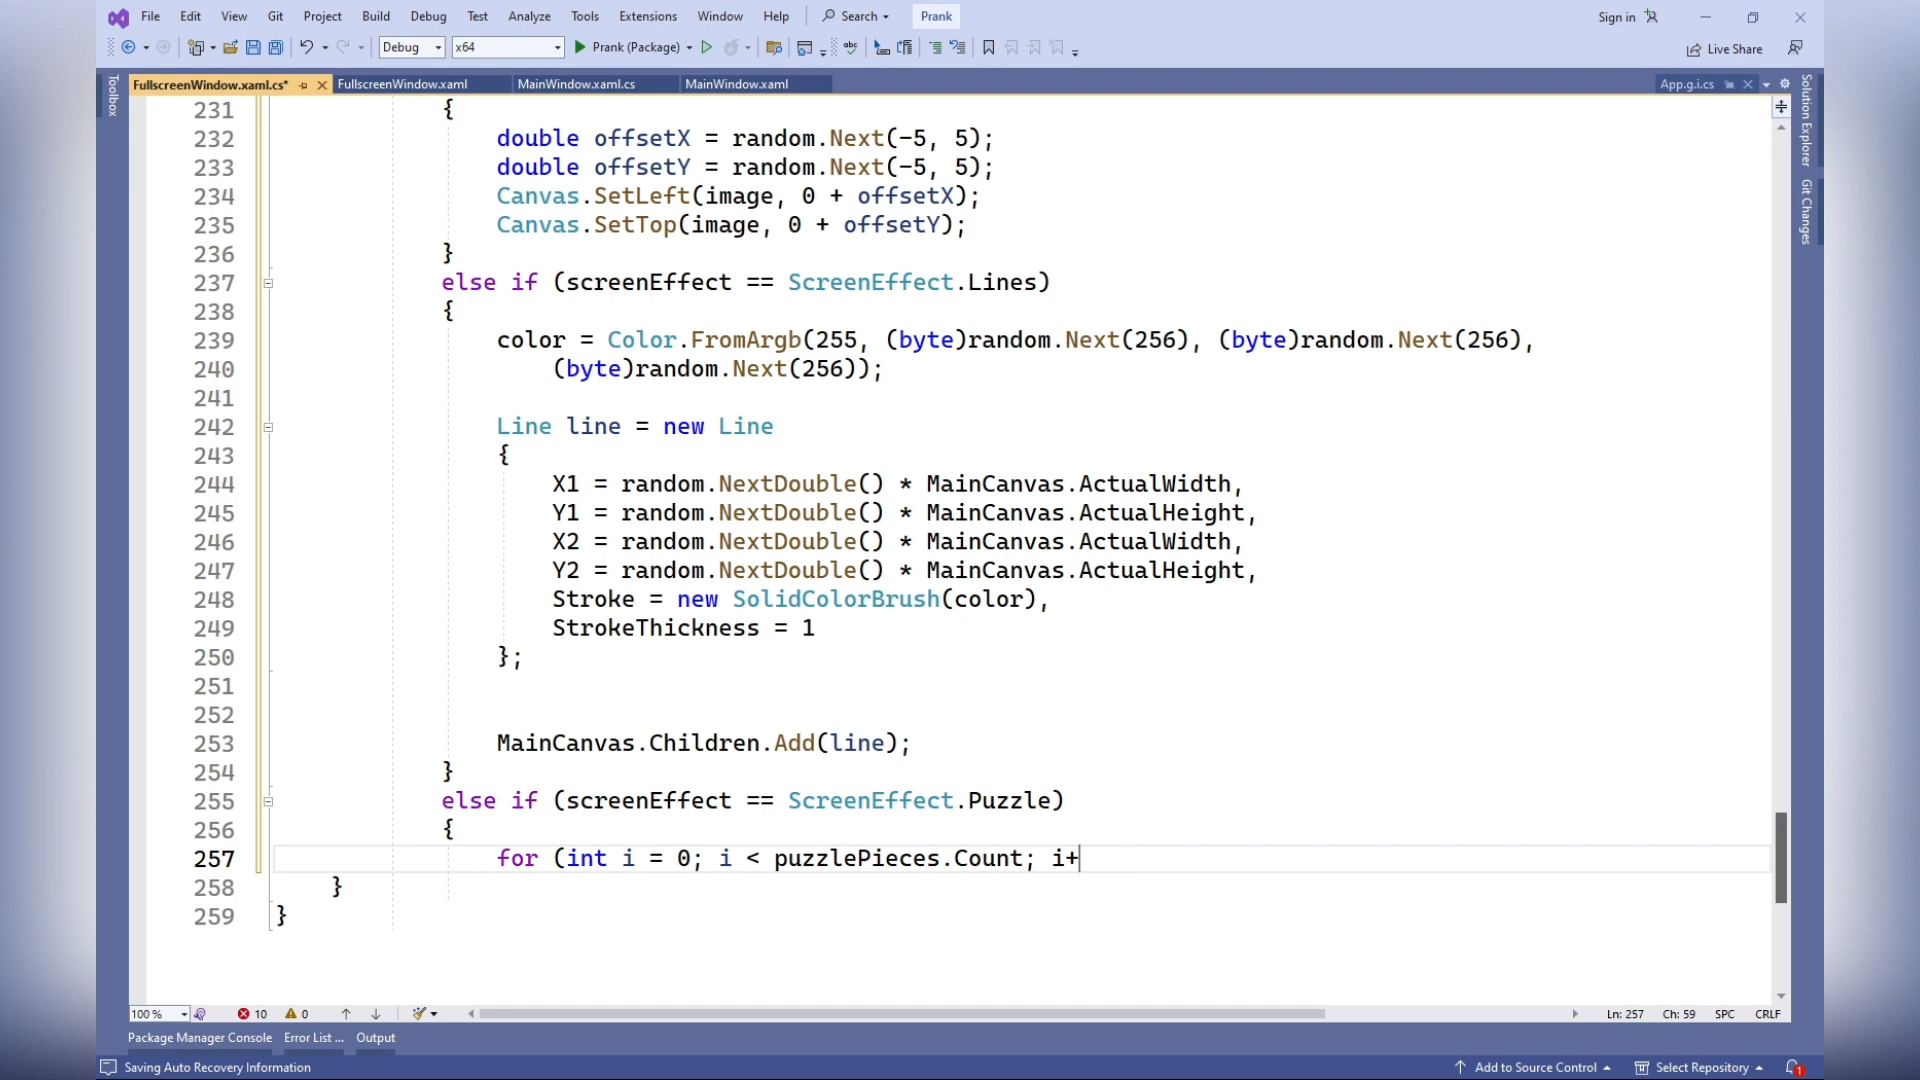 File Edit View Git Project Build Debug Test Analyze Tools Extensions Window Help Search Prank Sign in
Debug x64 Prank (Package) abc Live Share
FullscreenWindow.xaml.cs* FullscreenWindow.xaml MainWindow.xaml.cs MainWindow.xaml App.g.i.cs
Toolbox
Solution Explorer
Git Changes
231 {
232 double offsetX = random.Next(-5, 5);
233 double offsetY = random.Next(-5, 5);
234 Canvas.SetLeft(image, 0 + offsetX);
235 Canvas.SetTop(image, 0 + offsetY);
236 }
237 else if (screenEffect == ScreenEffect.Lines)
238 {
239 color = Color.FromArgb(255, (byte)random.Next(256), (byte)random.Next(256),
240 (byte)random.Next(256));
241
242 Line line = new Line
243 {
244 X1 = random.NextDouble() * MainCanvas.ActualWidth,
245 Y1 = random.NextDouble() * MainCanvas.ActualHeight,
246 X2 = random.NextDouble() * MainCanvas.ActualWidth,
247 Y2 = random.NextDouble() * MainCanvas.ActualHeight,
248 Stroke = new SolidColorBrush(color),
249 StrokeThickness = 1
250 };
251
252
253 MainCanvas.Children.Add(line);
254 }
255 else if (screenEffect == ScreenEffect.Puzzle)
256 {
257 for (int i = 0; i < puzzlePieces.Count; i+
258 }
259 }
100 % 10 0 Ln: 257 Ch: 59 SPC CRLF
Package Manager Console Error List ... Output
Saving Auto Recovery Information Add to Source Control Select Repository 1